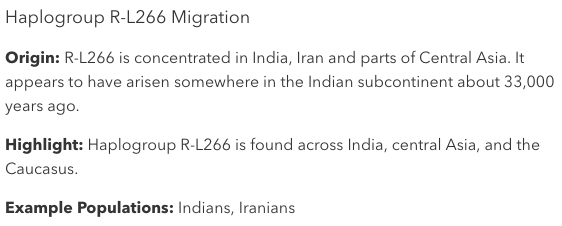 Haplogroup R-L266 Migration
Origin: R-L266 is concentrated in India, Iran and parts of Central Asia. It
appears to have arisen somewhere in the Indian subcontinent about 33,000
years ago.
Highlight: Haplogroup R-L266 is found across India, central Asia, and the
Caucasus.
Example Populations: Indians, Iranians